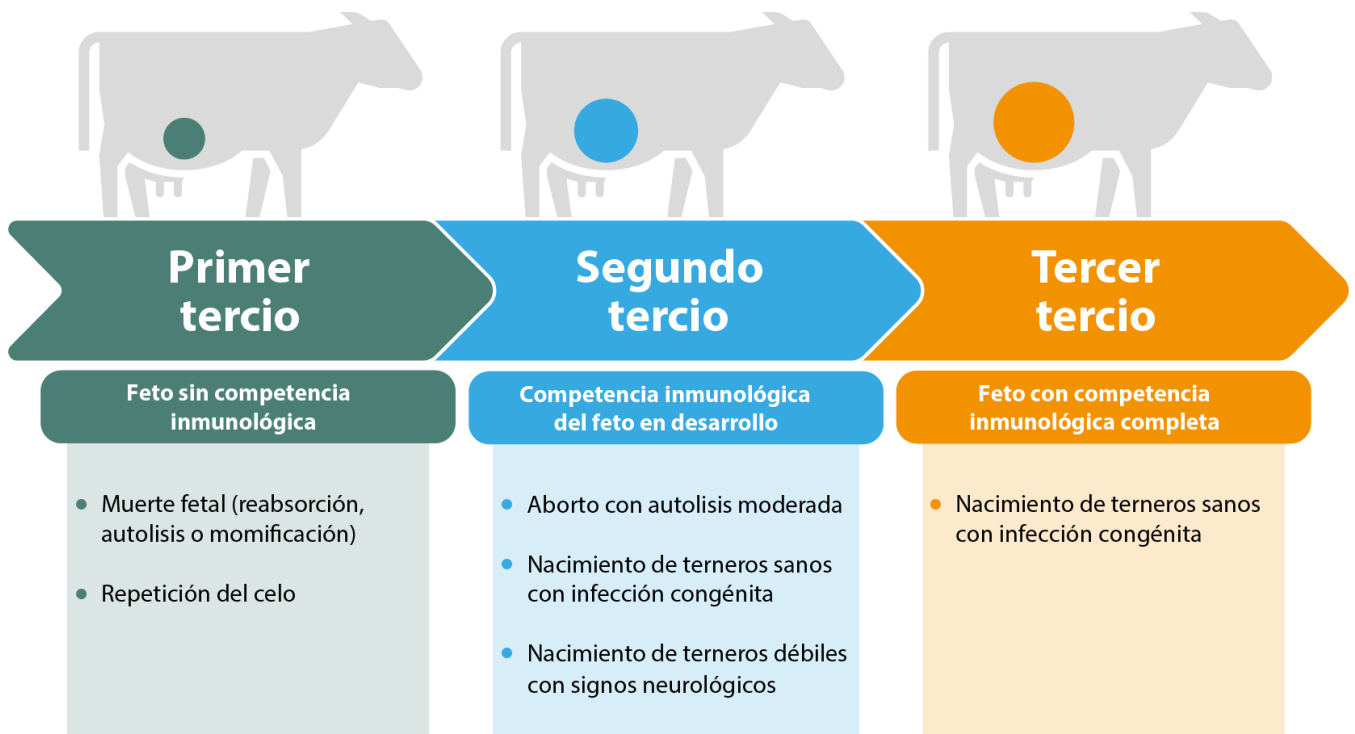 Primer
tercio
Segundo
tercio
Tercer
tercio
Feto sin competencia
inmunológica
Competencia inmunológica
del feto en desarrollo
Feto con competencia
inmunológica completa
• Muerte fetal (reabsorción,
autolisis o momificación)
• Repetición del celo
• Aborto con autolisis moderada
• Nacimiento de terneros sanos
con infección congénita
• Nacimiento de terneros débiles
con signos neurológicos
• Nacimiento de terneros sanos
con infección congénita